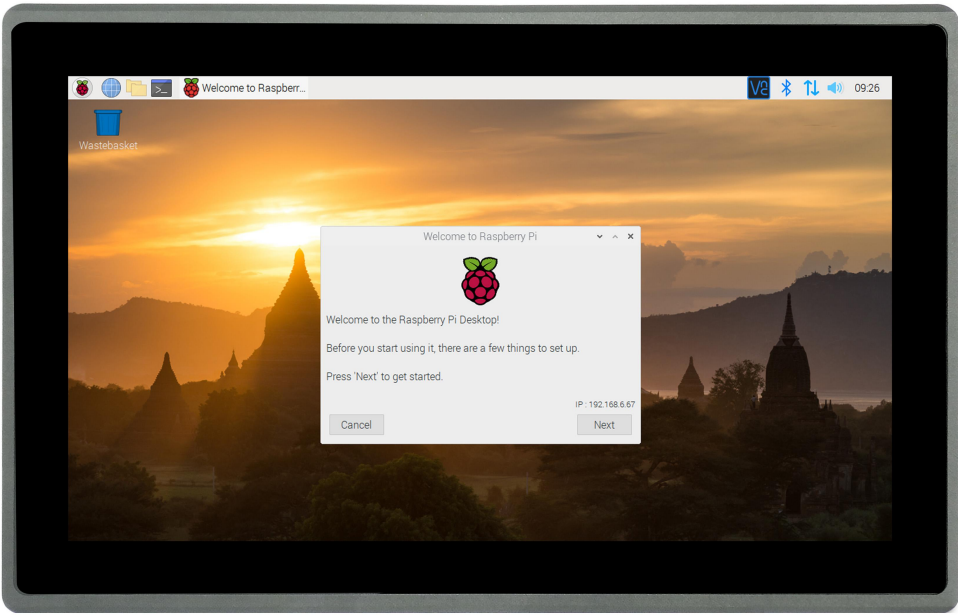 >_
Welcome to Raspberr...
V2
09:26
Wastebasket
Welcome to Raspberry Pi
Welcome to the Raspberry Pi Desktop!
Before you start using it, there are a few things to set up.
Press 'Next' to get started.
IP : 192.168.6.67
Cancel
Next